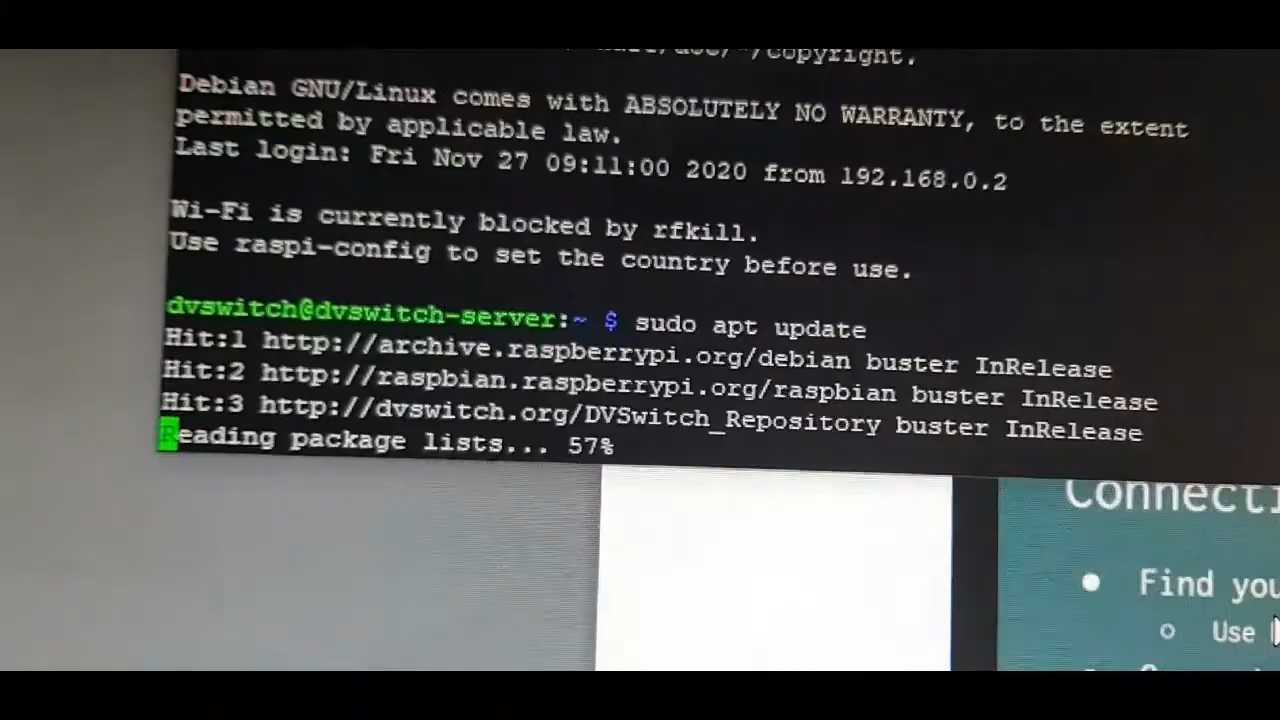 /copyright.
Debian GNU/Linux comes with ABSOLUTELY NO WARRANTY, to the extent
permitted by applicable law.
Last login: Fri Nov 27 09:11:00 2020 from 192.168.0.2
Wi-Fi is currently blocked by rfkill.
Use raspi-config to set the country before use.
dvswitch@dvswitch-server:~ $ sudo apt update
Hit:1 http://archive.raspberrypi.org/debian buster InRelease
Hit:2 http://raspbian.raspberrypi.org/raspbian buster InRelease
Hit:3 http://dvswitch.org/DVSwitch_Repository buster InRelease
Reading package lists... 57%
Connecti
● Find you
○ Use